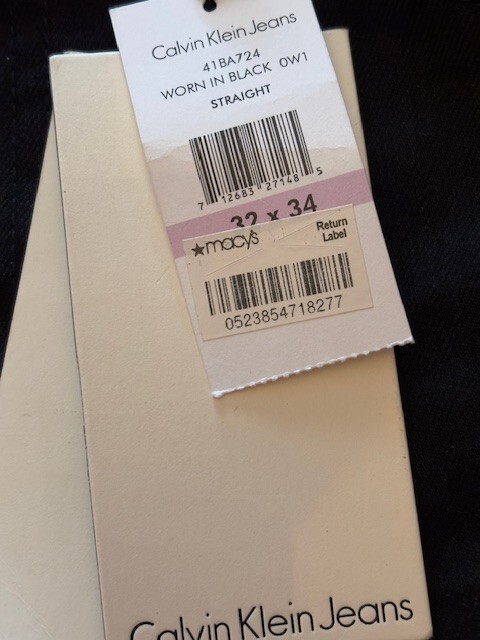 Calvin Klein Jeans
41BA724
WORN IN BLACK 0W1
STRAIGHT
7 12683 27148 5
32 x 34
★macy's
Return
Label
0523854718277
Calvin Klein Jeans